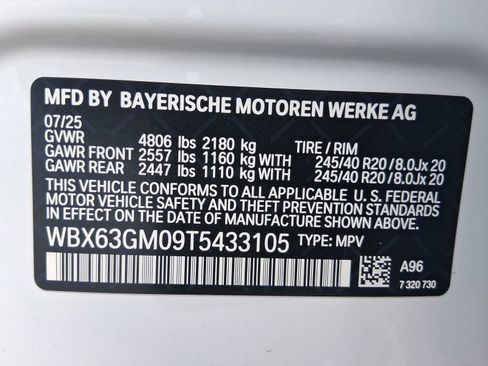 MFD BY BAYERISCHE MOTOREN WERKE AG
07/25
GVWR 4806 lbs 2180 kg TIRE / RIM
GAWR FRONT 2557 lbs 1160 kg WITH 245/40 R20 / 8.0Jx 20
GAWR REAR 2447 lbs 1110 kg WITH 245/40 R20 / 8.0Jx 20
THIS VEHICLE CONFORMS TO ALL APPLICABLE U. S. FEDERAL
MOTOR VEHICLE SAFETY AND THEFT PREVENTION STANDARDS
IN EFFECT ON THE DATE OF MANUFACTURE SHOWN ABOVE.
WBX63GM09T5433105 TYPE: MPV
A96
7 320 730